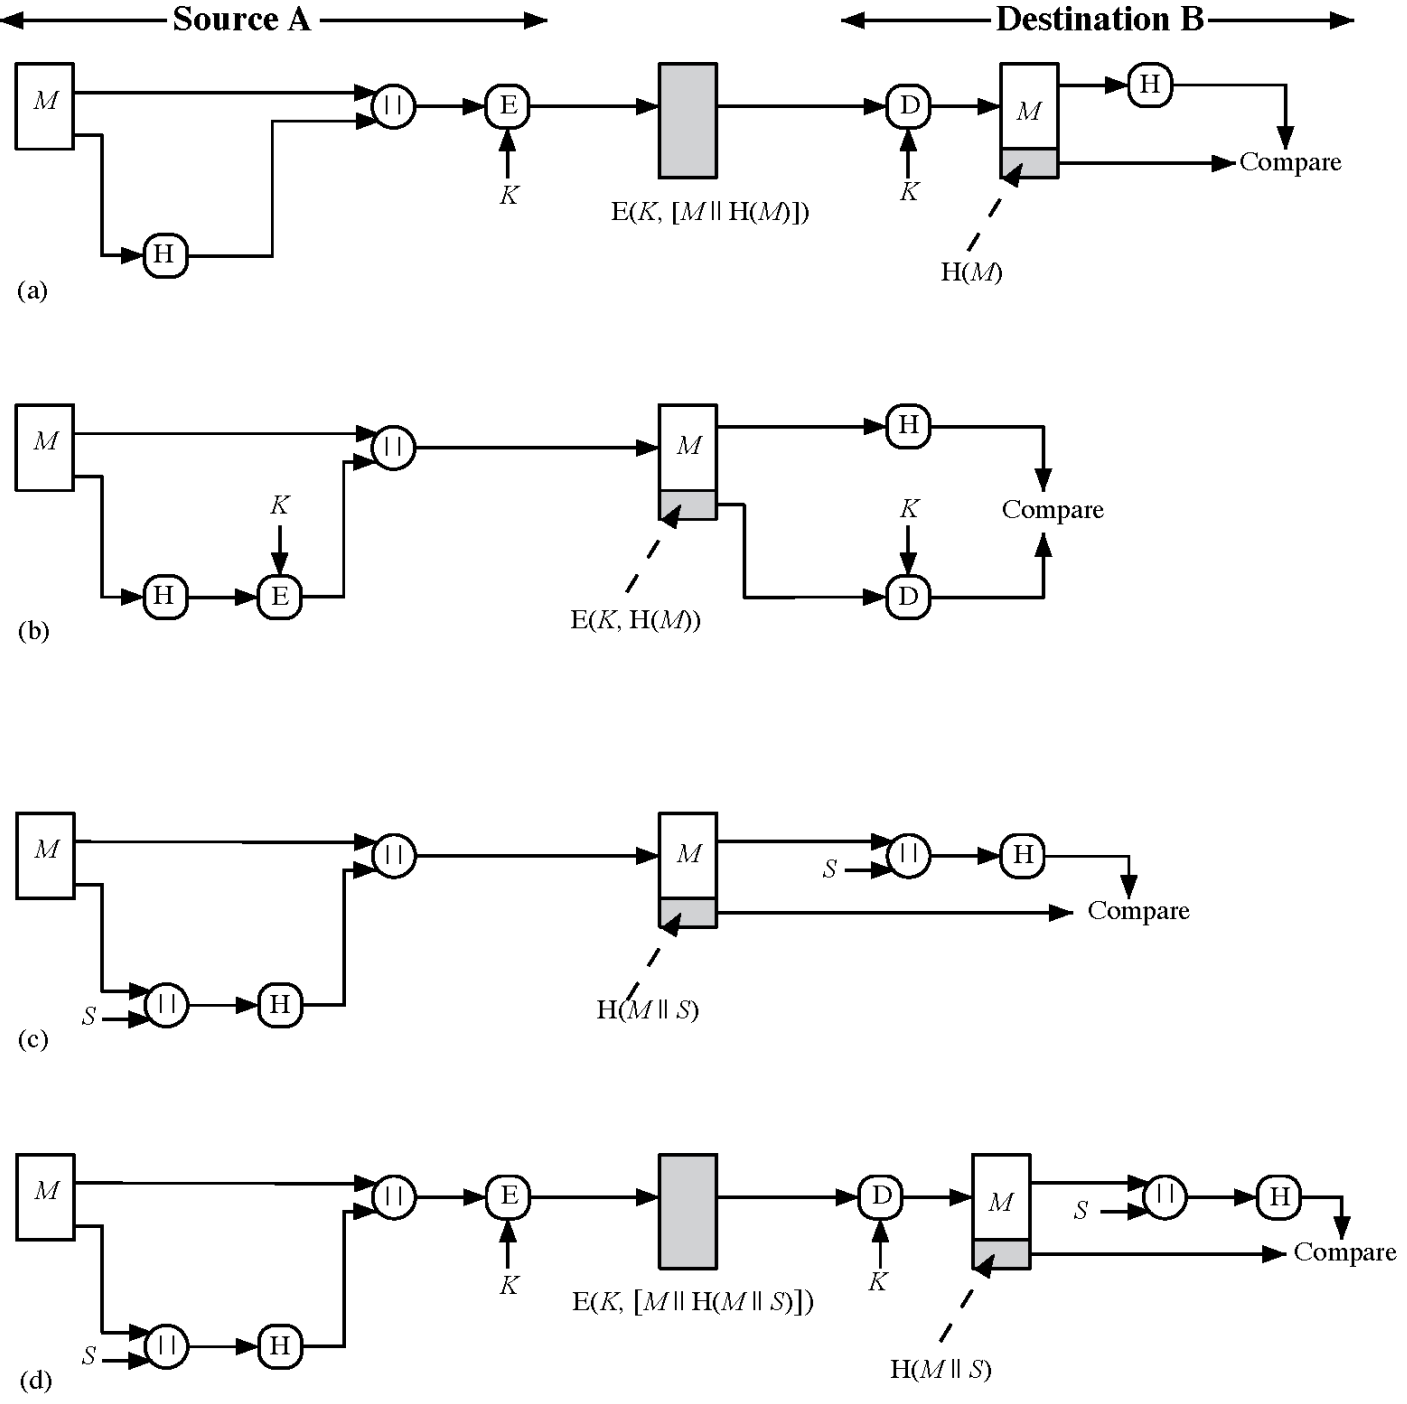 Source A Destination B
M || E D M H
K K Compare
E(K, [M || H(M)])
H H(M)
(a)
M || M H
K K Compare
H E D
E(K, H(M))
(b)
M || M S || H
Compare
S || H H(M || S)
(c)
M || E D M S || H
K K Compare
E(K, [M || H(M || S)])
S || H H(M || S)
(d)